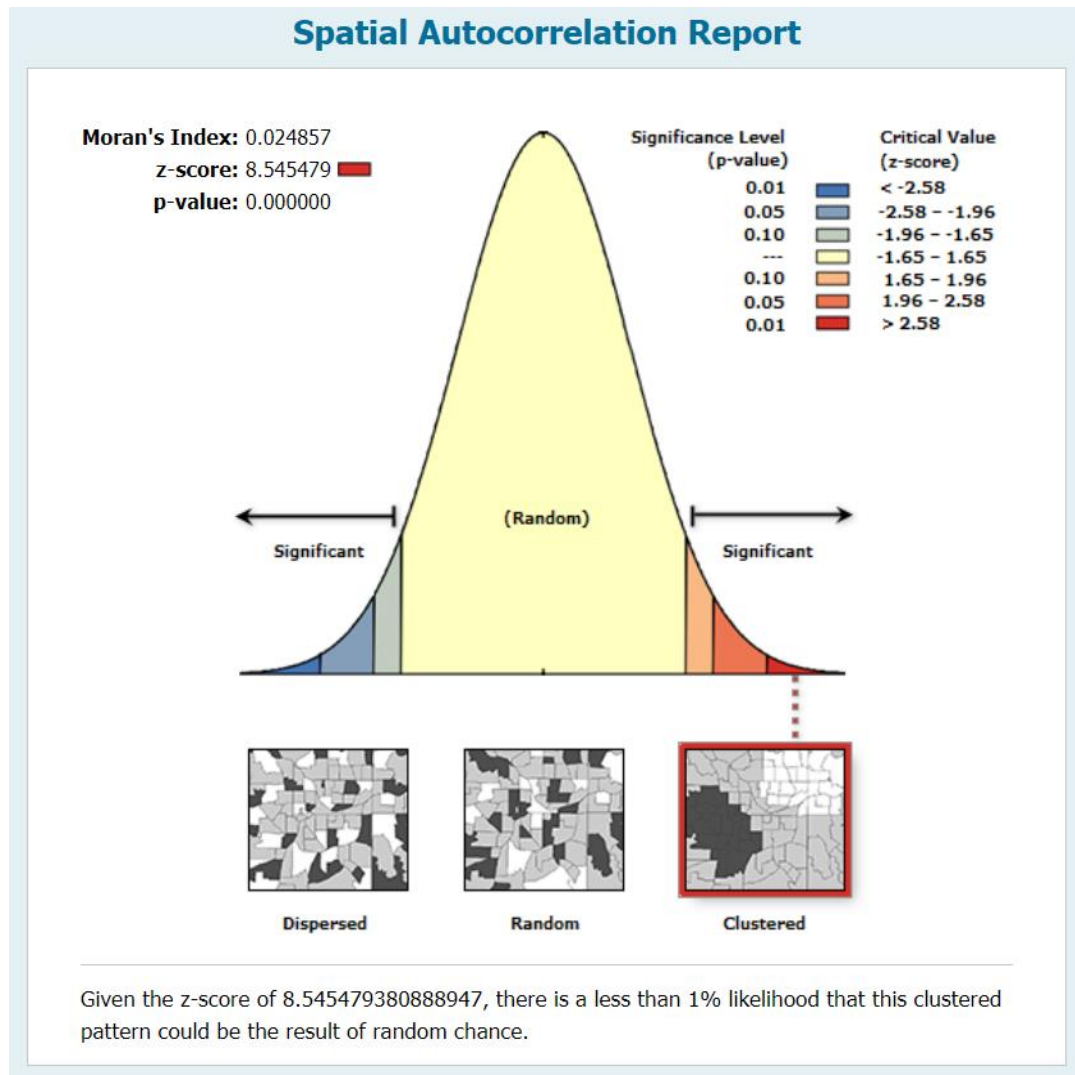 Spatial Autocorrelation Report
Moran's Index: 0.024857
z-score: 8.545479
p-value: 0.000000
Significance Level
(p-value)
Critical Value
(z-score)
0.01 < -2.58
0.05 -2.58 – -1.96
0.10 -1.96 – -1.65
--- -1.65 – 1.65
0.10 1.65 – 1.96
0.05 1.96 – 2.58
0.01 > 2.58
(Random)
Significant
Significant
Dispersed
Random
Clustered
Given the z-score of 8.545479380888947, there is a less than 1% likelihood that this clustered
pattern could be the result of random chance.